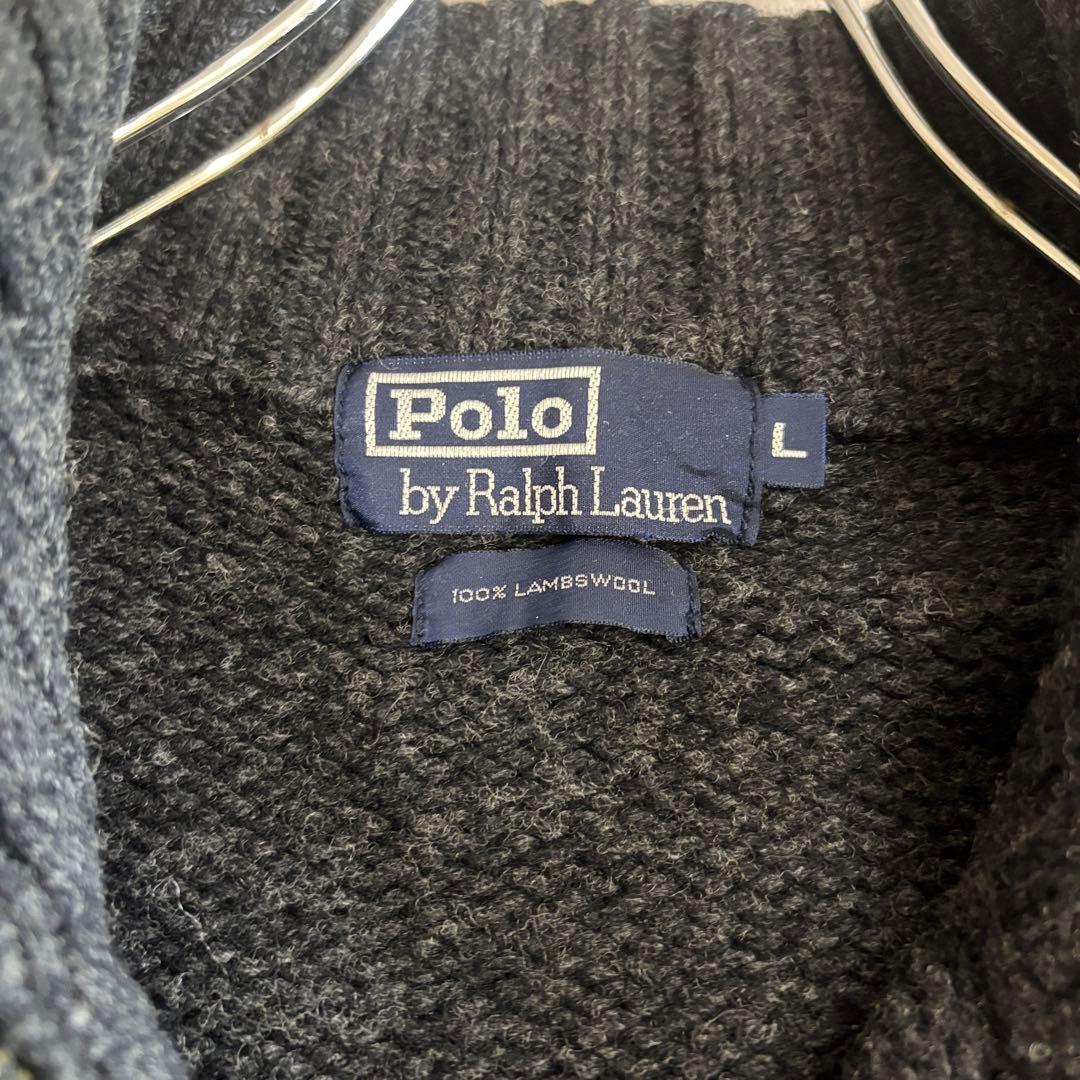 Polo
by Ralph Lauren
L
100% LAMBSWOOL